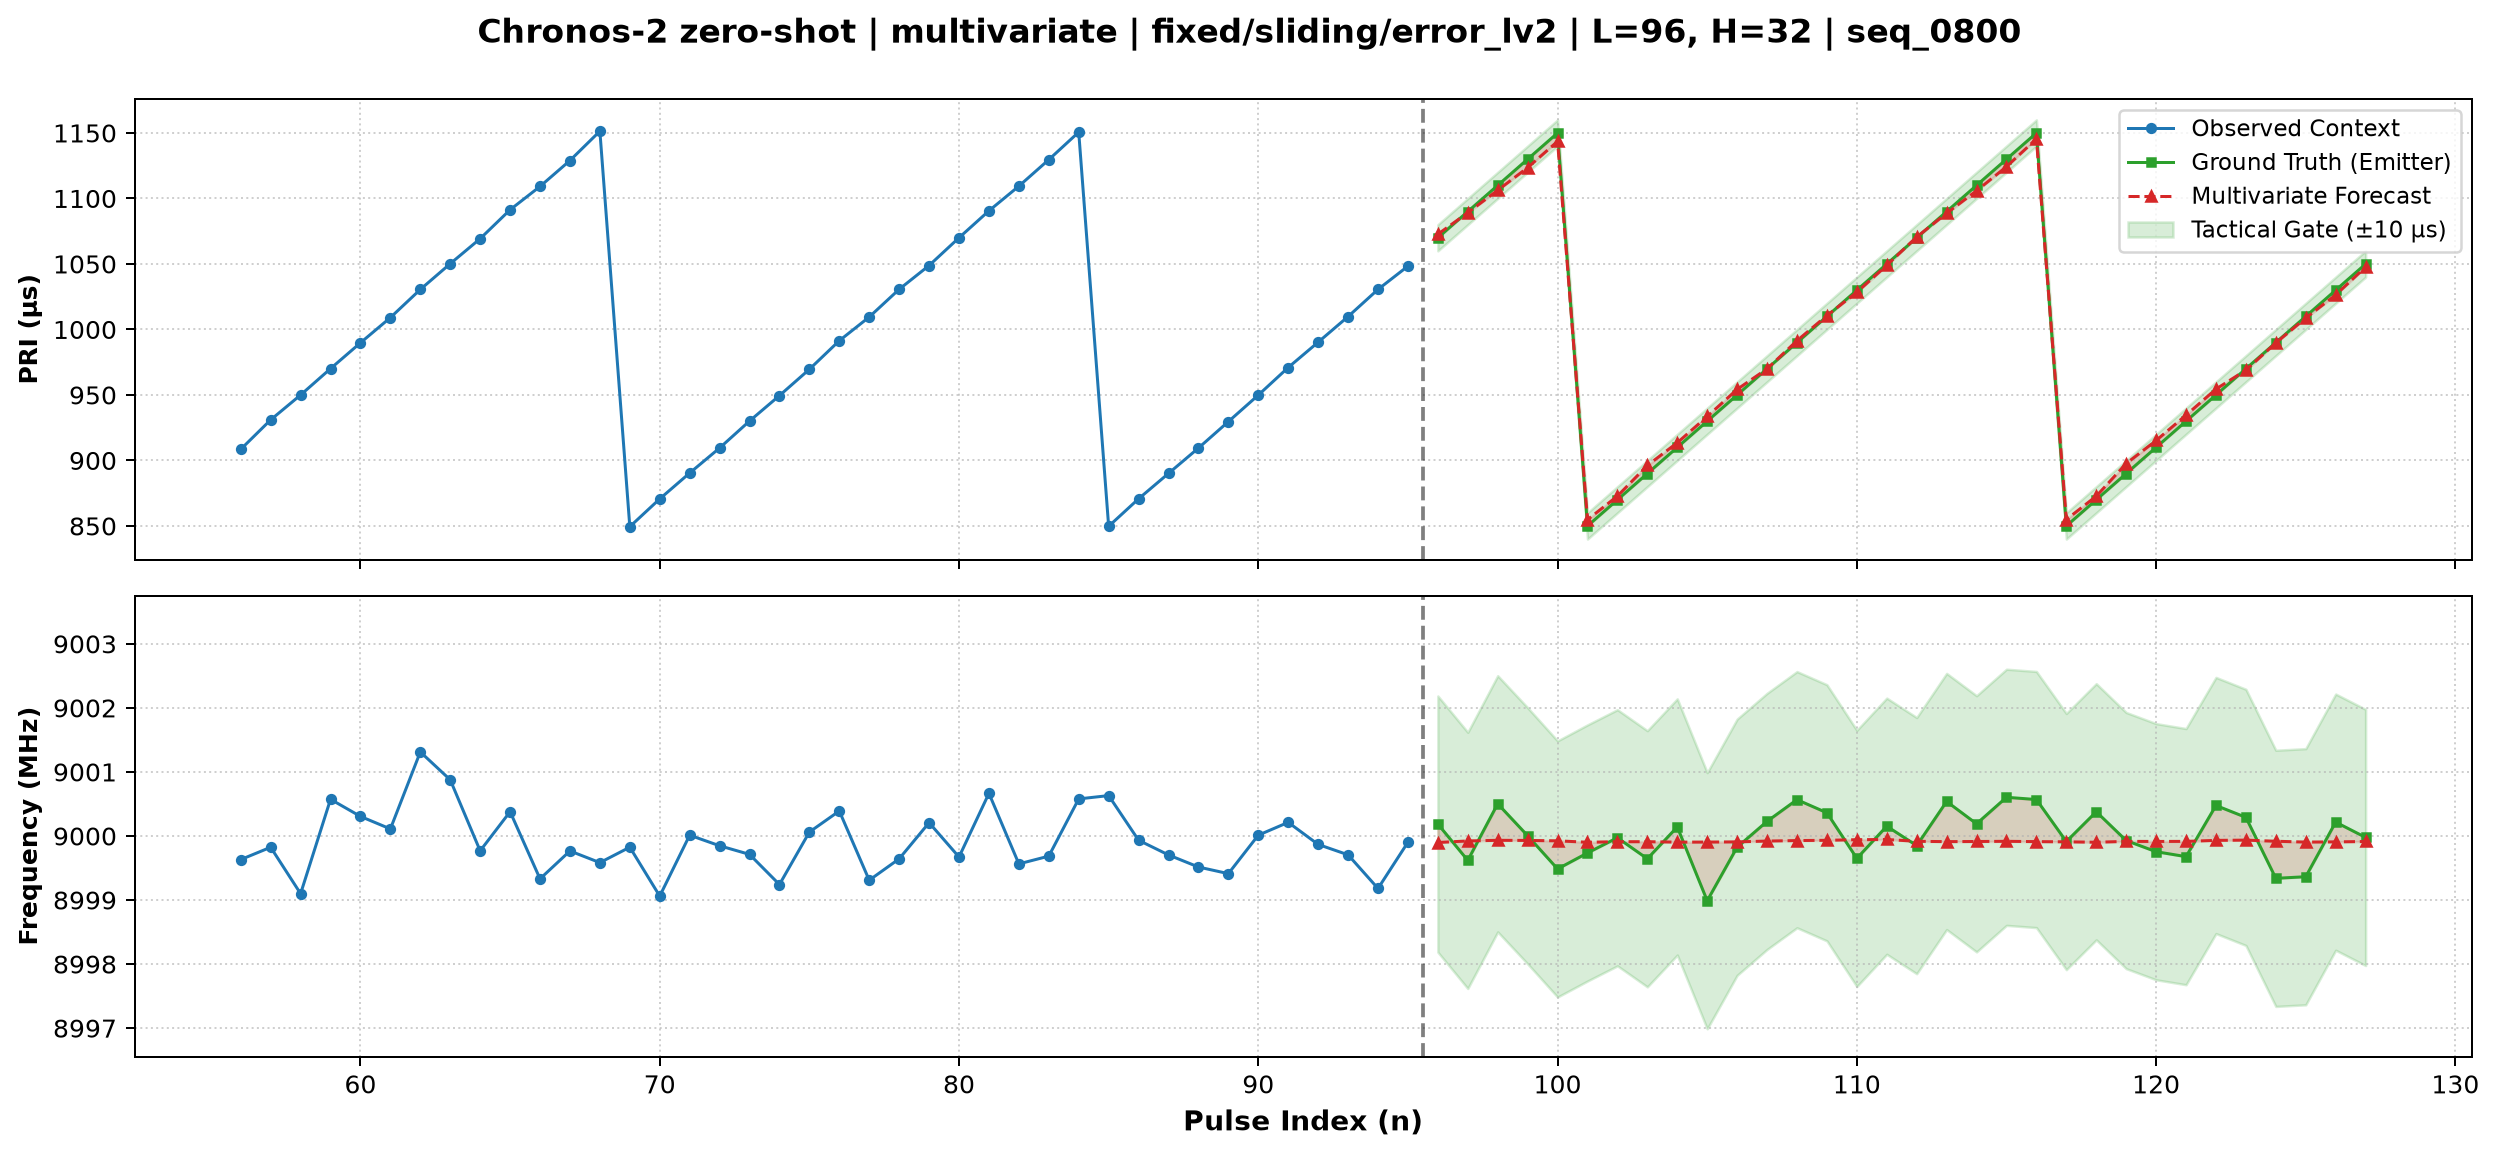 Chronos-2 zero-shot | multivariate | fixed/sliding/error_lv2 | L=96, H=32 | seq_0800
PRI (µs)
1150
1100
1050
1000
950
900
850
Observed Context
Ground Truth (Emitter)
Multivariate Forecast
Tactical Gate (±10 µs)
Frequency (MHz)
9003
9002
9001
9000
8999
8998
8997
60
70
80
90
100
110
120
130
Pulse Index (n)